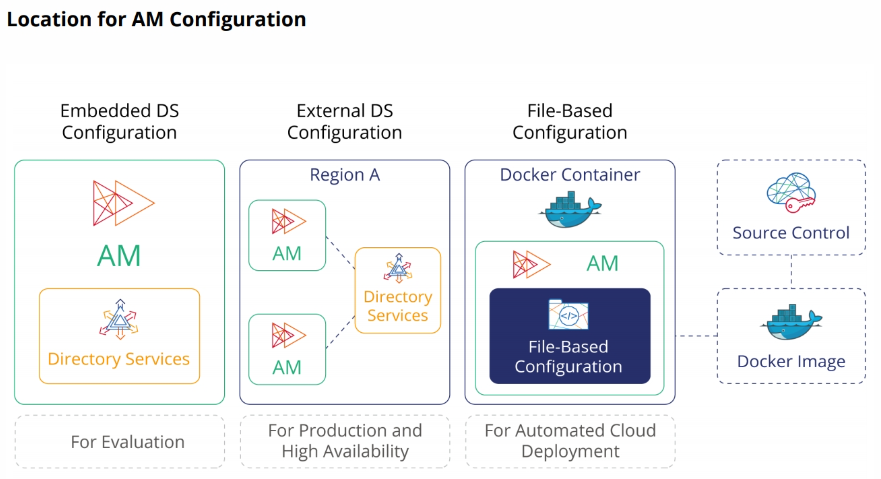 Location for AM Configuration
Embedded DS
Configuration
External DS
Configuration
File-Based
Configuration
AM
Directory Services
Region A
AM
AM
Directory
Services
Docker Container
AM
</>
File-Based
Configuration
Source Control
Docker Image
For Evaluation
For Production and
High Availability
For Automated Cloud
Deployment